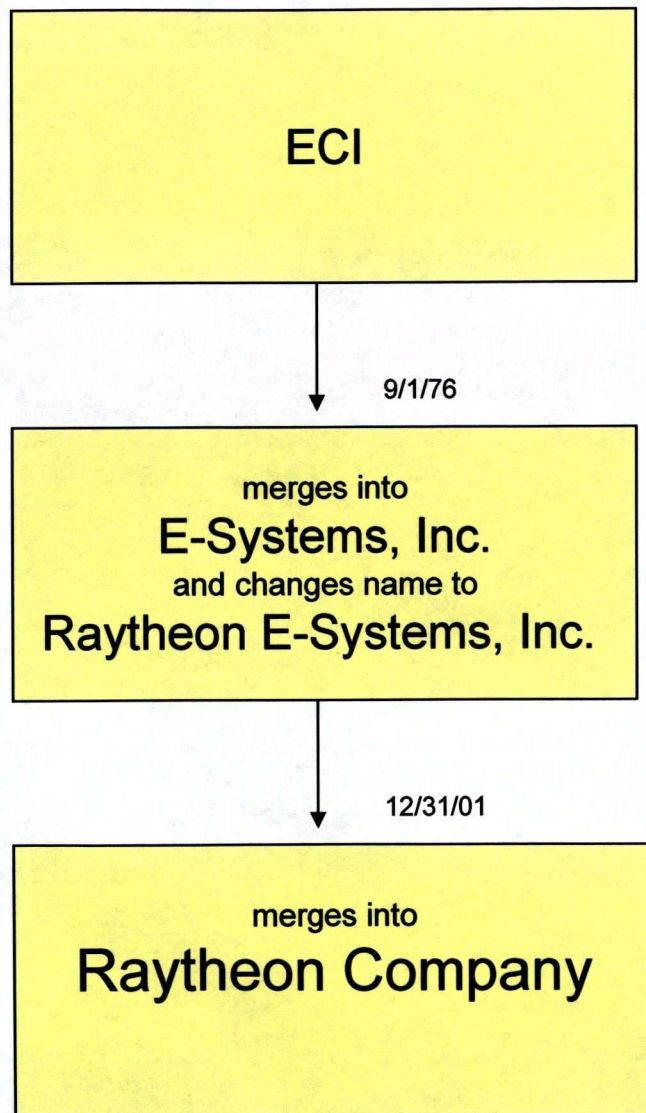 ECI
9/1/76
merges into
E-Systems, Inc.
and changes name to
Raytheon E-Systems, Inc.
12/31/01
merges into
Raytheon Company